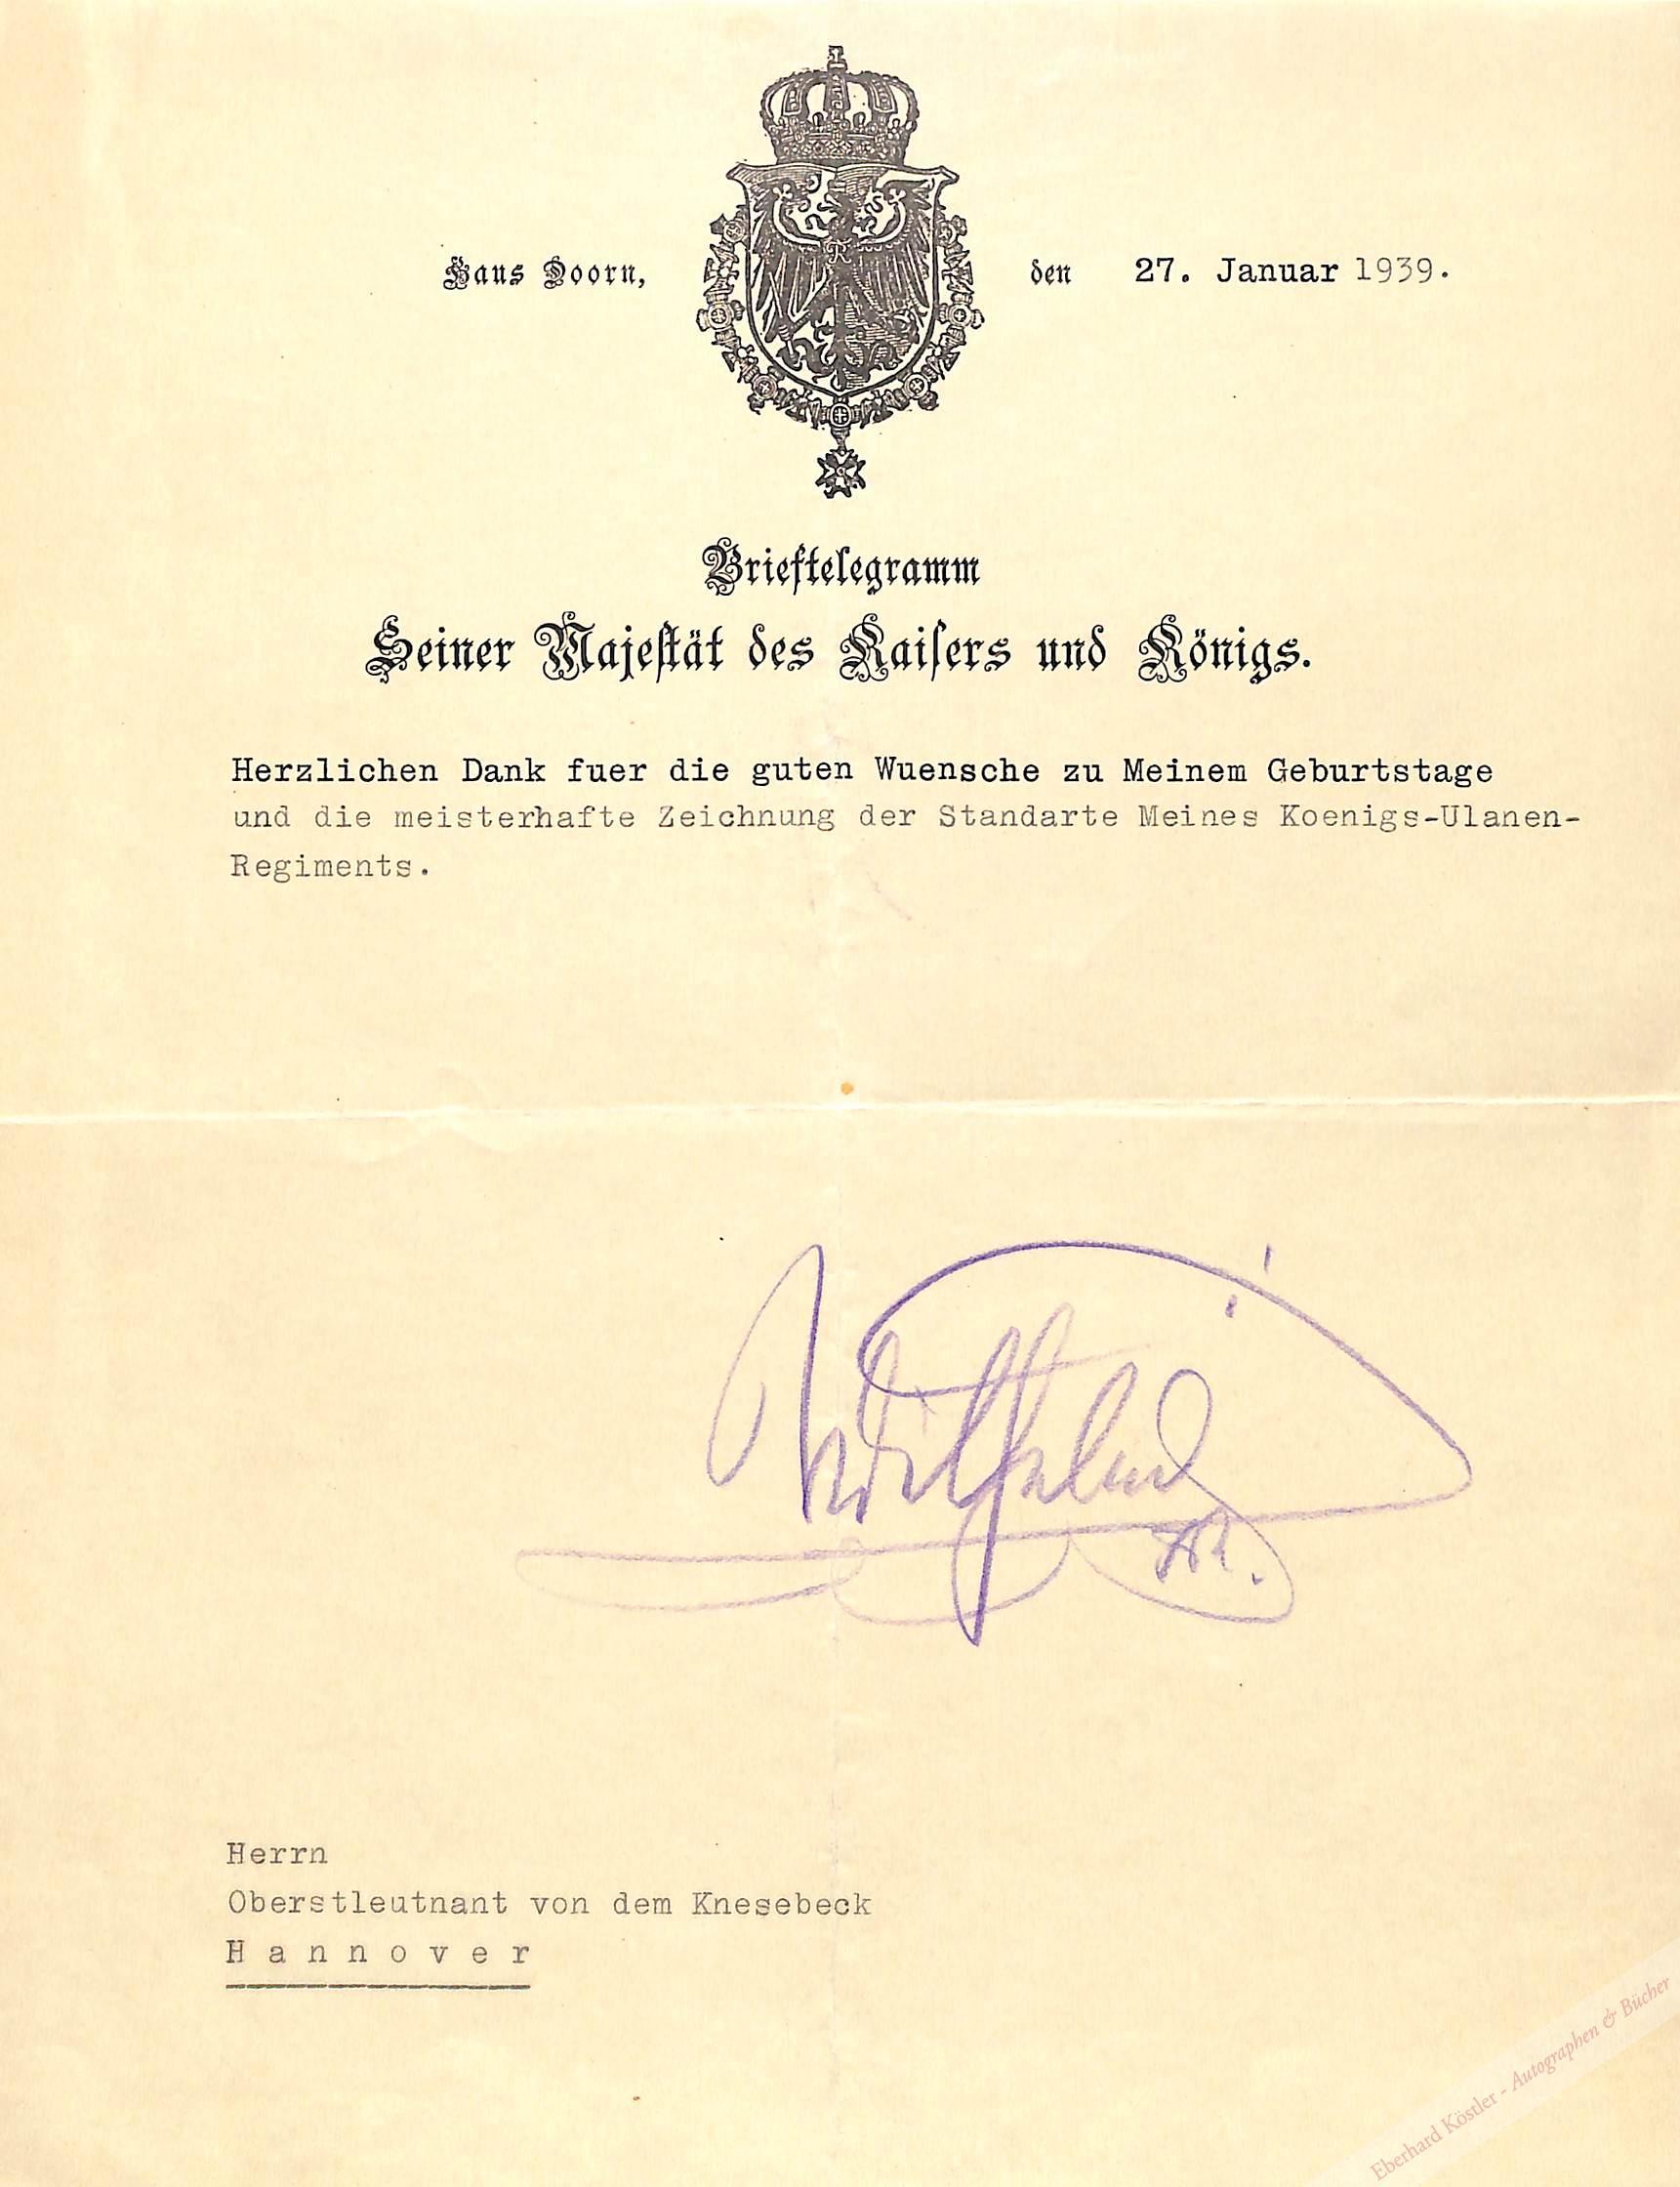 Haus Doorn, den 27. Januar 1939.
Brieftelegramm
Seiner Majestät des Kaisers und Königs.
Herzlichen Dank fuer die guten Wuensche zu Meinem Geburtstage
und die meisterhafte Zeichnung der Standarte Meines Koenigs-Ulanen-
Regiments.
Wilhelm
I.R.
Herrn
Oberstleutnant von dem Knesebeck
Hannover
Eberhard Köstler - Autographen & Bücher